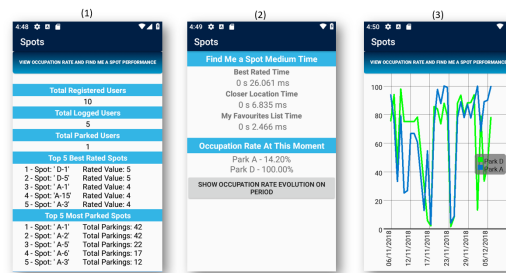 (1)
4:48
Spots
VIEW OCCUPATION RATE AND FIND ME A SPOT PERFORMANCE
Total Registered Users
10
Total Logged Users
5
Total Parked Users
1
Top 5 Best Rated Spots
1 - Spot: ' D-1' Rated Value: 5
2 - Spot: ' D-5' Rated Value: 5
3 - Spot: ' A-1' Rated Value: 4
4 - Spot: ' A-15' Rated Value: 4
5 - Spot: ' A-3' Rated Value: 4
Top 5 Most Parked Spots
1 - Spot: ' A-1' Total Parkings: 42
2 - Spot: ' A-2' Total Parkings: 42
3 - Spot: ' A-5' Total Parkings: 22
4 - Spot: ' A-6' Total Parkings: 17
5 - Spot: ' A-3' Total Parkings: 12
(2)
4:49
Spots
Find Me a Spot Medium Time
Best Rated Time
0 s 26.061 ms
Closer Location Time
0 s 6.835 ms
My Favourites List Time
0 s 2.466 ms
Occupation Rate At This Moment
Park A - 14.20%
Park D - 100.00%
SHOW OCCUPATION RATE EVOLUTION ON
PERIOD
(3)
4:50
Spots
VIEW OCCUPATION RATE AND FIND ME A SPOT PERFORMANCE
100
80
60
40
20
0
Park D
Park A
06/11/2018
12/11/2018
17/11/2018
23/11/2018
29/11/2018
05/12/2018